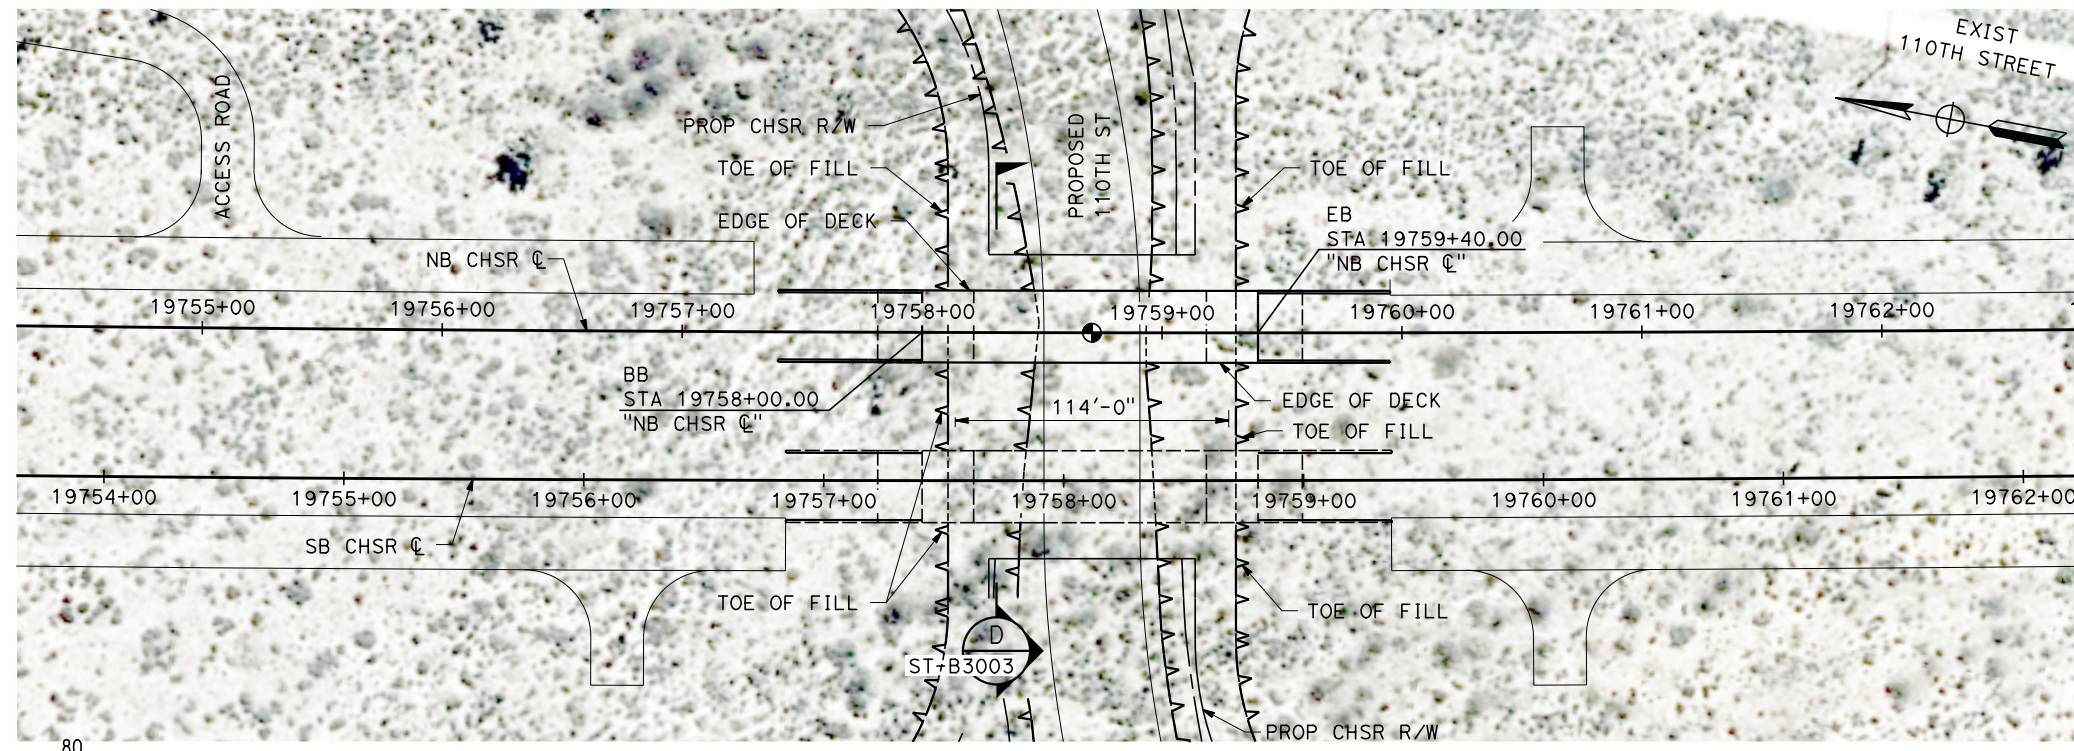 EXIST
110TH STREET
ACCESS ROAD
PROP CHSR R/W
PROPOSED
110TH ST
TOE OF FILL
TOE OF FILL
EDGE OF DECK
EB
STA 19759+40.00
"NB CHSR ℄"
NB CHSR ℄
19755+00
19756+00
19757+00
19758+00
19759+00
19760+00
19761+00
19762+00
BB
STA 19758+00.00
"NB CHSR ℄"
114'-0"
EDGE OF DECK
TOE OF FILL
19754+00
19755+00
19756+00
19757+00
19758+00
19759+00
19760+00
19761+00
19762+00
SB CHSR ℄
TOE OF FILL
TOE OF FILL
D
ST-B3003
PROP CHSR R/W
80